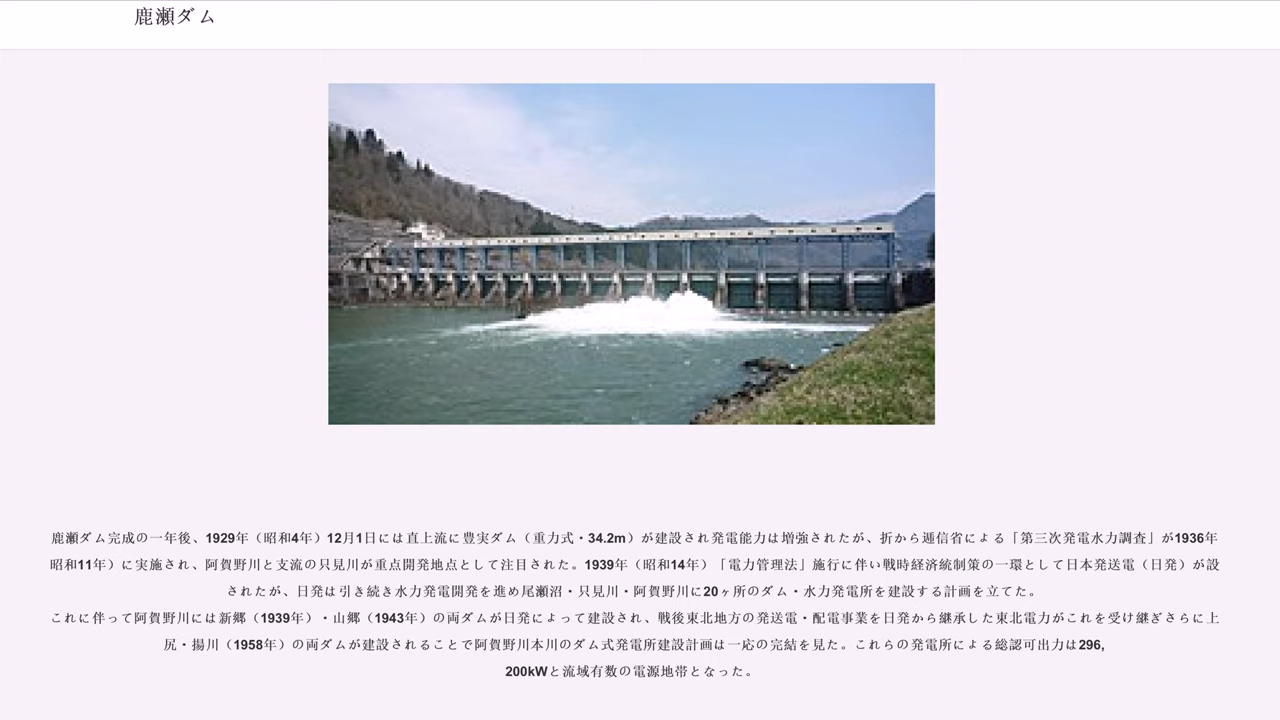 鹿瀬ダム
鹿瀬ダム完成の一年後、1929年（昭和4年）12月1日には直上流に豊実ダム（重力式・34.2m）が建設され発電能力は増強されたが、折から逓信省による「第三次発電水力調査」が1936年
昭和11年）に実施され、阿賀野川と支流の只見川が重点開発地点として注目された。1939年（昭和14年）「電力管理法」施行に伴い戦時経済統制策の一環として日本発送電（日発）が設
されたが、日発は引き続き水力発電開発を進め尾瀬沼・只見川・阿賀野川に20ヶ所のダム・水力発電所を建設する計画を立てた。
これに伴って阿賀野川には新郷（1939年）・山郷（1943年）の両ダムが日発によって建設され、戦後東北地方の発送電・配電事業を日発から継承した東北電力がこれを受け継ぎさらに上
尻・揚川（1958年）の両ダムが建設されることで阿賀野川本川のダム式発電所建設計画は一応の完結を見た。これらの発電所による総認可出力は296,
200kWと流域有数の電源地帯となった。